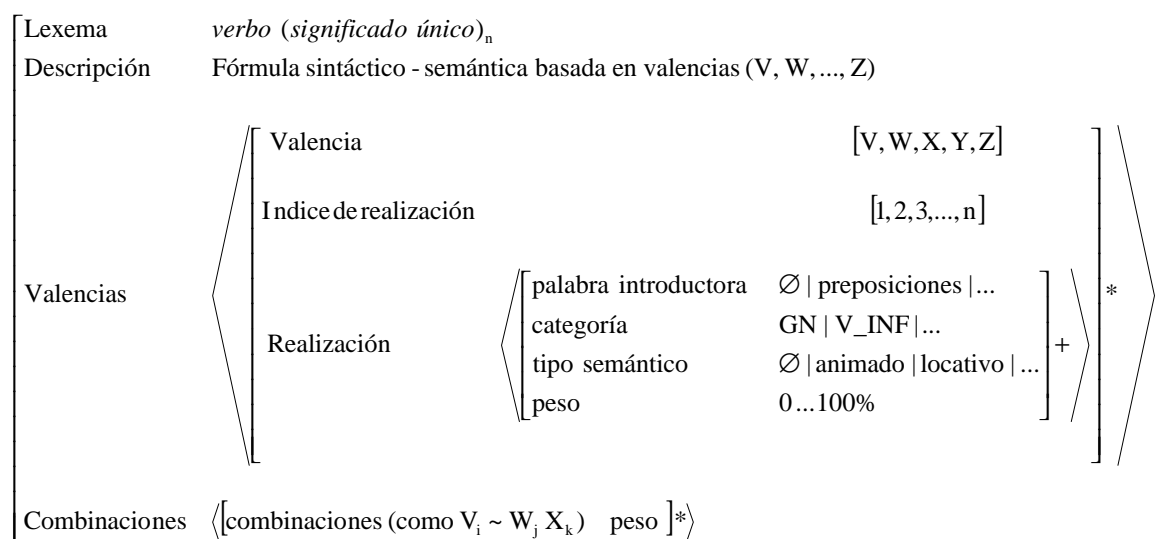 Lexema verbo (significado único)n
Descripción Fórmula sintáctico - semántica basada en valencias (V, W, ..., Z)
Valencia [V, W, X, Y, Z]
Indice de realización [1, 2, 3, ..., n]
palabra introductora ∅ | preposiciones | ...
Valencias categoría GN | V_INF | ... *
Realización tipo semántico ∅ | animado | locativo | ... +
peso 0 ... 100%
Combinaciones ⟨[combinaciones (como Vi ~ Wj Xk) peso ]*⟩